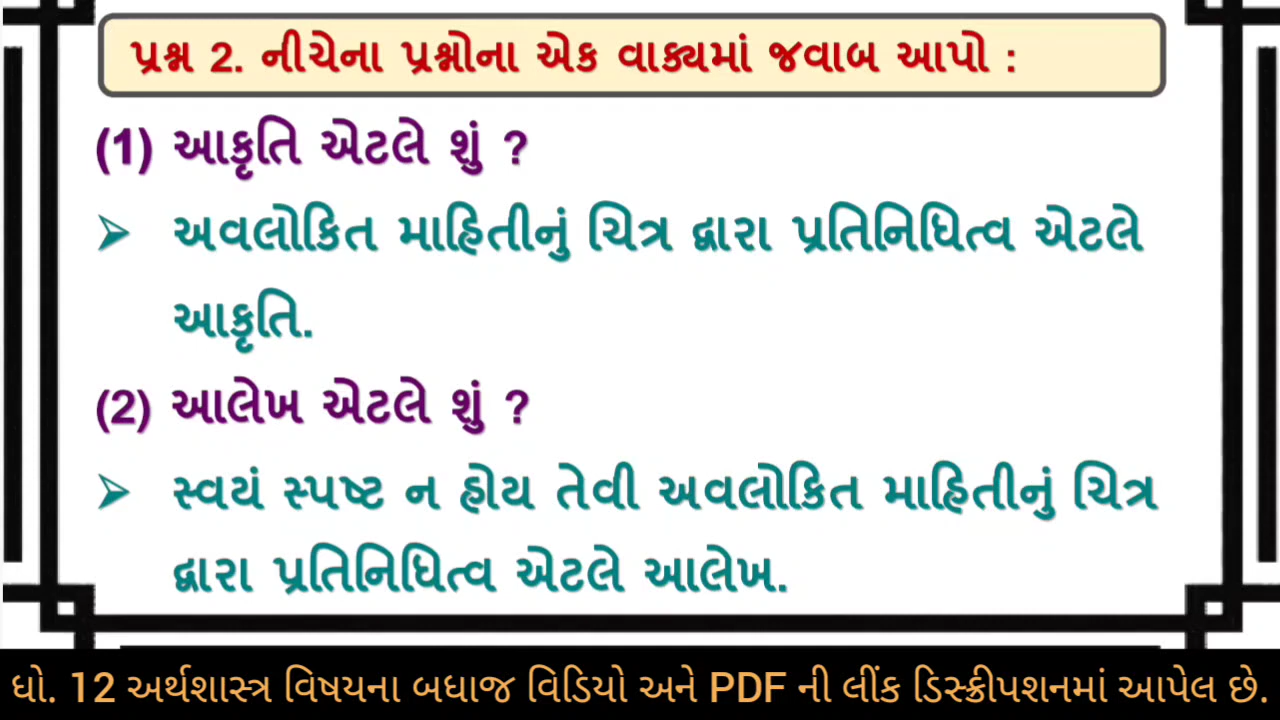 પ્રશ્ન 2. નીચેના પ્રશ્નોના એક વાક્યમાં જવાબ આપો :
(1) આકૃતિ એટલે શું ?
➢ અવલોકિત માહિતીનું ચિત્ર દ્વારા પ્રતિનિધિત્વ એટલે
આકૃતિ.
(2) આલેખ એટલે શું ?
➢ સ્વયં સ્પષ્ટ ન હોય તેવી અવલોકિત માહિતીનું ચિત્ર
દ્વારા પ્રતિનિધિત્વ એટલે આલેખ.
ધો. 12 અર્થશાસ્ત્ર વિષયના બધાજ વિડિયો અને PDF ની લીંક ડિસ્ક્રીપશનમાં આપેલ છે.